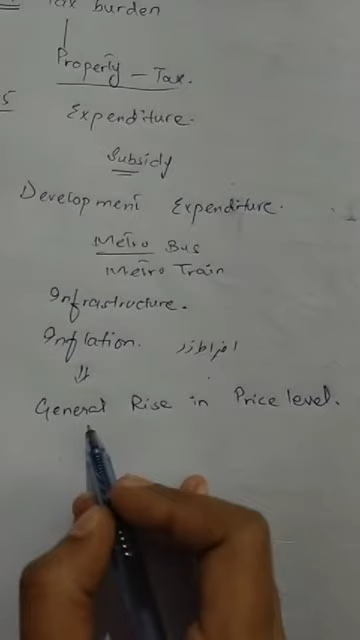 Tax burden
Property - Tax.
5
Expenditure.
Subsidy
Development Expenditure.
Metro Bus
Metro Train
Infrastructure.
Inflation. افراط زر
General Rise in Price level.